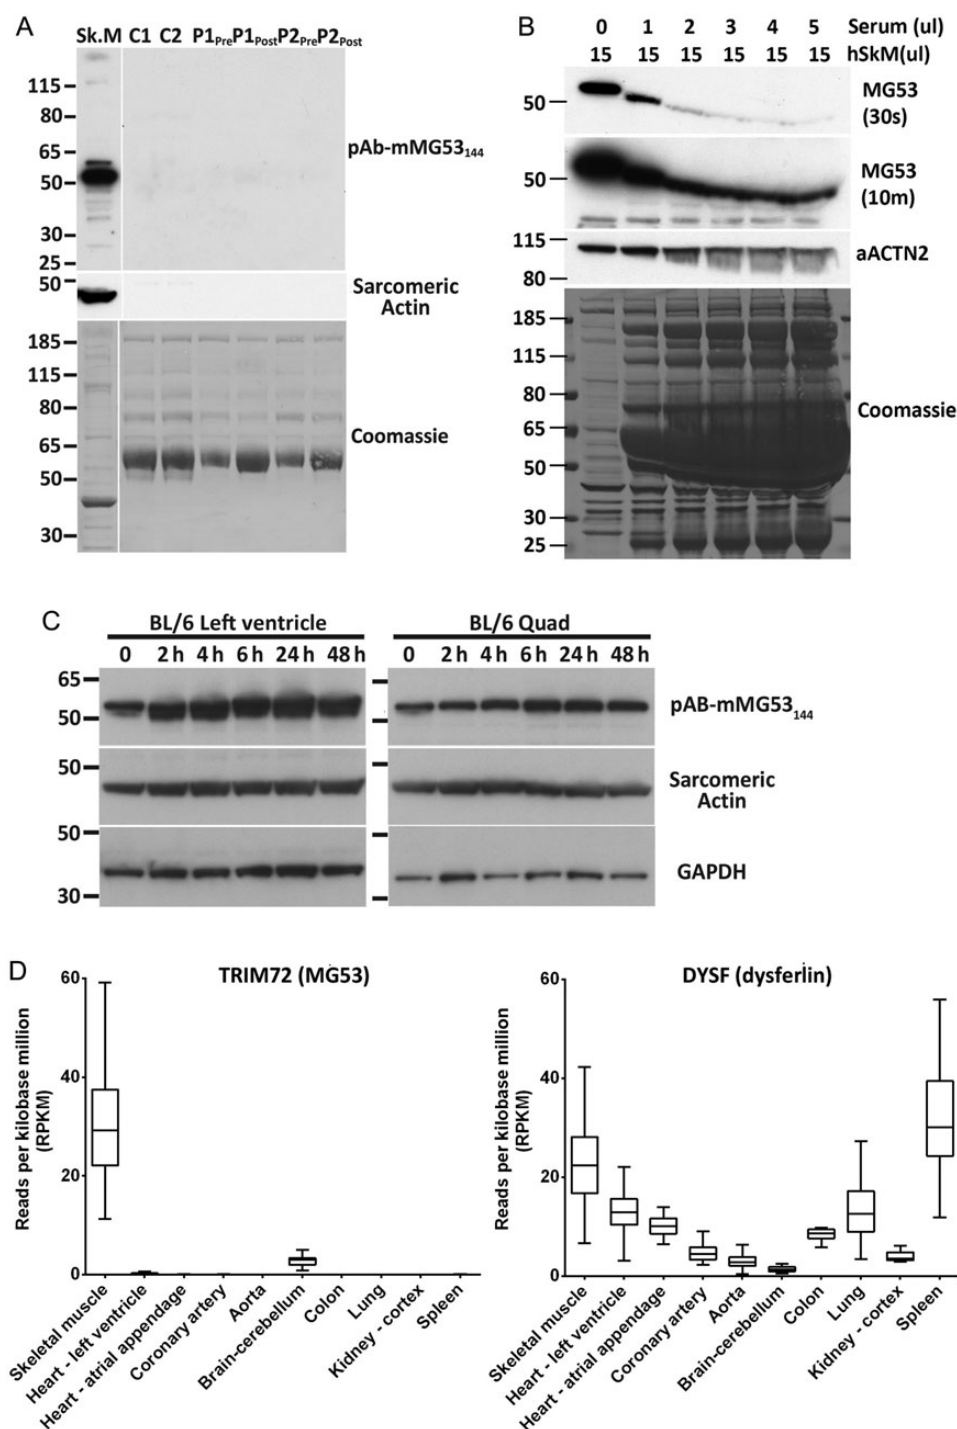 A
Sk.M C1 C2 P1Pre P1Post P2Pre P2Post
115
80
65
50
30
25
pAb-mMG53144
50
Sarcomeric
Actin
185
115
80
65
50
30
Coomassie
B
0 1 2 3 4 5 Serum (ul)
15 15 15 15 15 15 hSkM(ul)
50
MG53
(30s)
50
MG53
(10m)
115
80
aACTN2
185
115
80
65
50
30
25
Coomassie
C
BL/6 Left ventricle BL/6 Quad
0 2 h 4 h 6 h 24 h 48 h 0 2 h 4 h 6 h 24 h 48 h
65
50
pAB-mMG53144
50
Sarcomeric
Actin
50
30
GAPDH
D
TRIM72 (MG53)
Reads per kilobase million
(RPKM)
60
40
20
0
Skeletal muscle
Heart - left ventricle
Heart - atrial appendage
Coronary artery
Aorta
Brain-cerebellum
Colon
Lung
Kidney - cortex
Spleen
DYSF (dysferlin)
Reads per kilobase million
(RPKM)
60
40
20
0
Skeletal muscle
Heart - left ventricle
Heart - atrial appendage
Coronary artery
Aorta
Brain-cerebellum
Colon
Lung
Kidney - cortex
Spleen